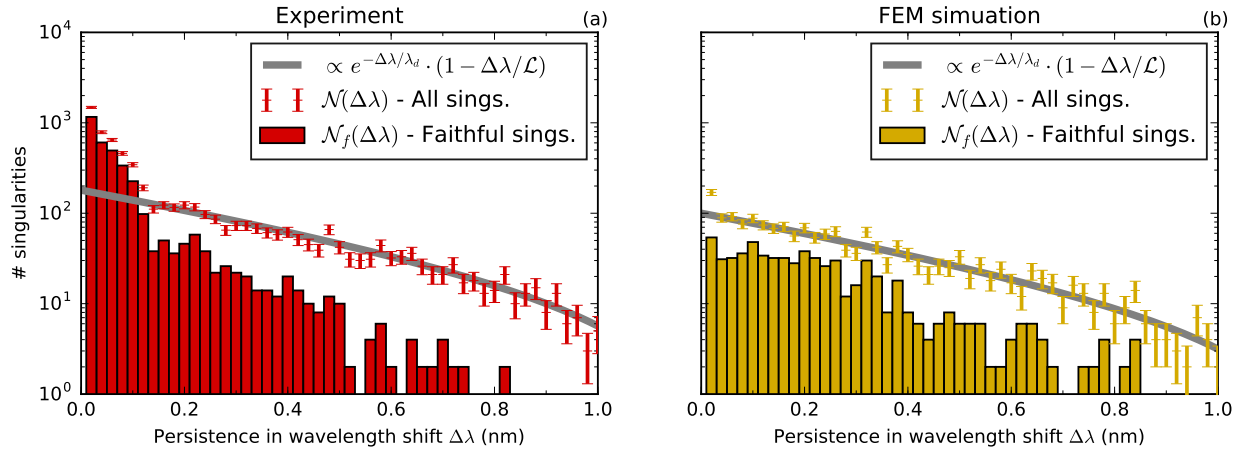 Experiment
(a)
# singularities
10^4
10^3
10^2
10^1
10^0
∝ e^{-Δλ/λ_d} · (1 − Δλ/ℒ)
𝒩(Δλ) - All sings.
𝒩_f(Δλ) - Faithful sings.
0.0 0.2 0.4 0.6 0.8 1.0
Persistence in wavelength shift Δλ (nm)
FEM simuation
(b)
∝ e^{-Δλ/λ_d} · (1 − Δλ/ℒ)
𝒩(Δλ) - All sings.
𝒩_f(Δλ) - Faithful sings.
0.0 0.2 0.4 0.6 0.8 1.0
Persistence in wavelength shift Δλ (nm)